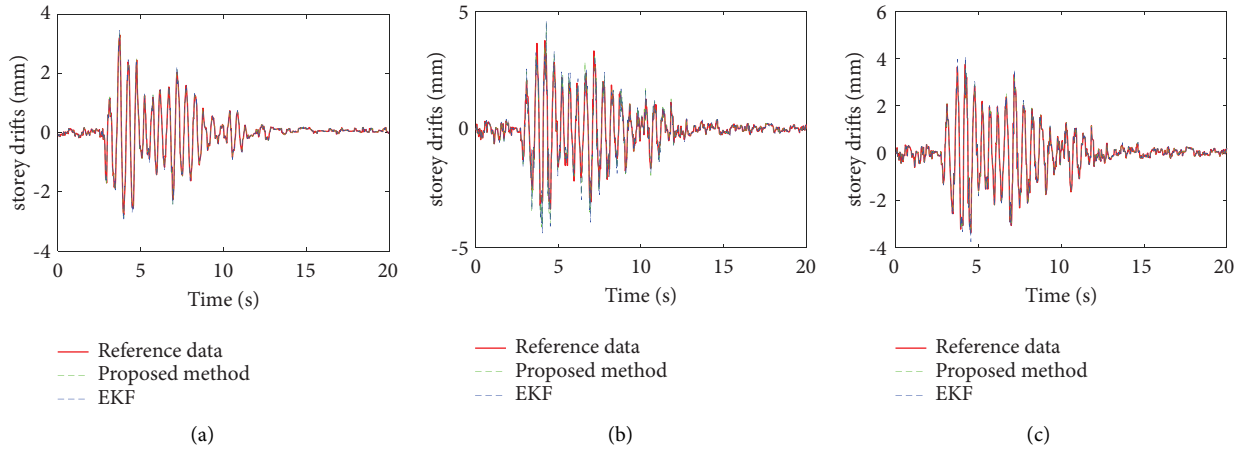 4
2
0
-2
-4
storey drifts (mm)
0 5 10 15 20
Time (s)
Reference data
Proposed method
EKF
(a)
5
0
-5
storey drifts (mm)
0 5 10 15 20
Time (s)
Reference data
Proposed method
EKF
(b)
6
4
2
0
-2
-4
storey drifts (mm)
0 5 10 15 20
Time (s)
Reference data
Proposed method
EKF
(c)